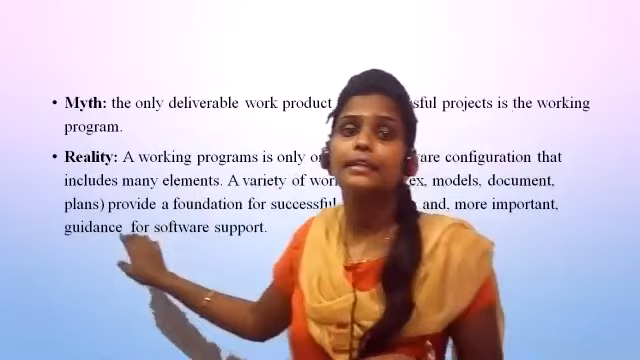 • Myth: the only deliverable work product sful projects is the working
program.
• Reality: A working programs is only on are configuration that
includes many elements. A variety of wor ex, models, document,
plans) provide a foundation for successful and, more important,
guidance for software support.